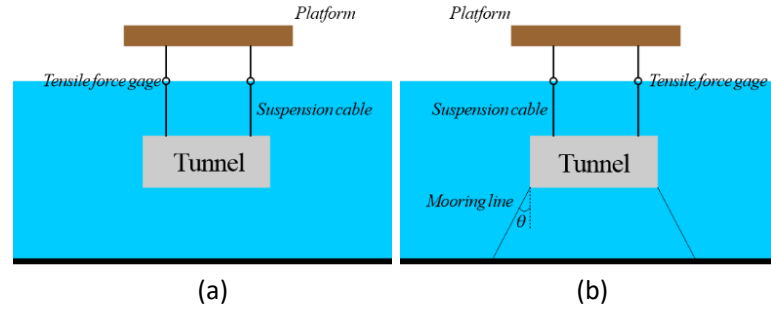 Platform
Tensile force gage
Suspension cable
Tunnel
(a)
Platform
Suspension cable
Tensile force gage
Tunnel
Mooring line
θ
(b)